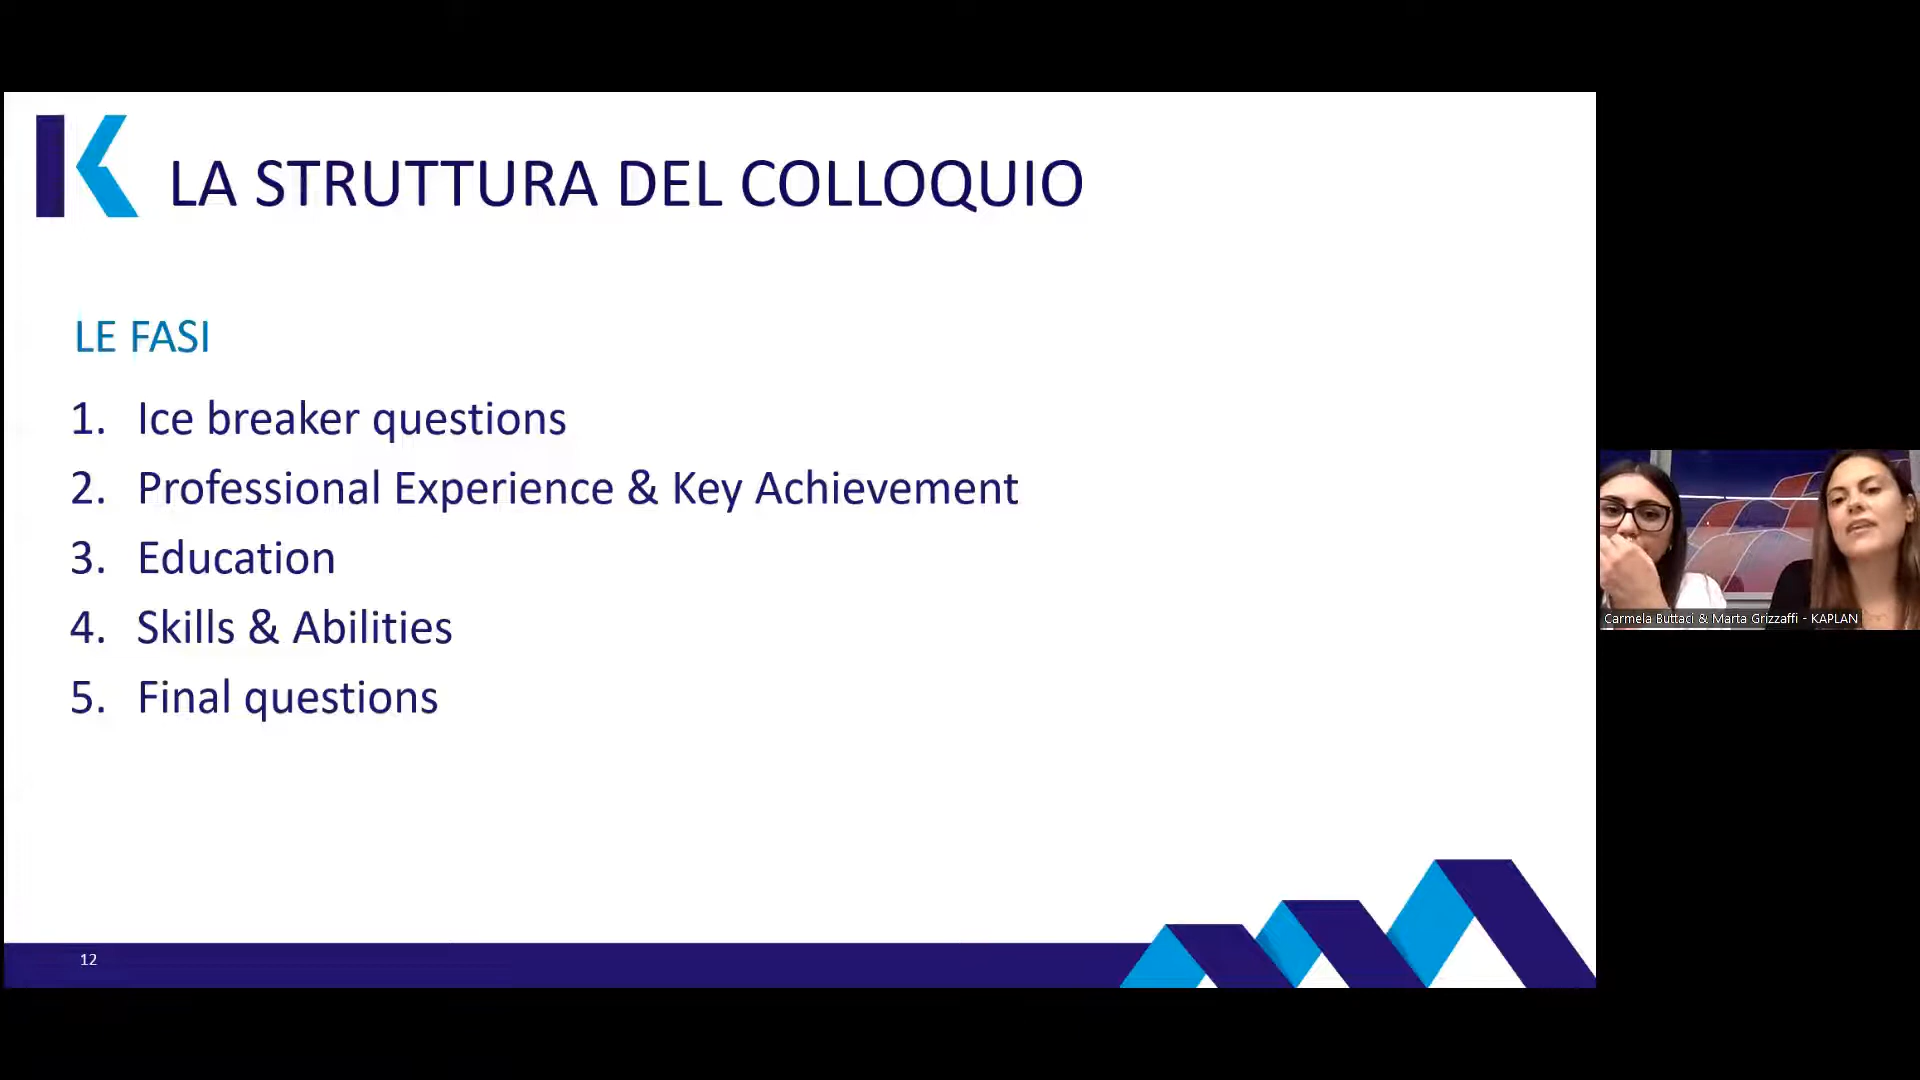 K
LA STRUTTURA DEL COLLOQUIO
LE FASI
1. Ice breaker questions
2. Professional Experience & Key Achievement
3. Education
4. Skills & Abilities
5. Final questions
12
Carmela Buttaci & Marta Grizzaffi - KAPLAN